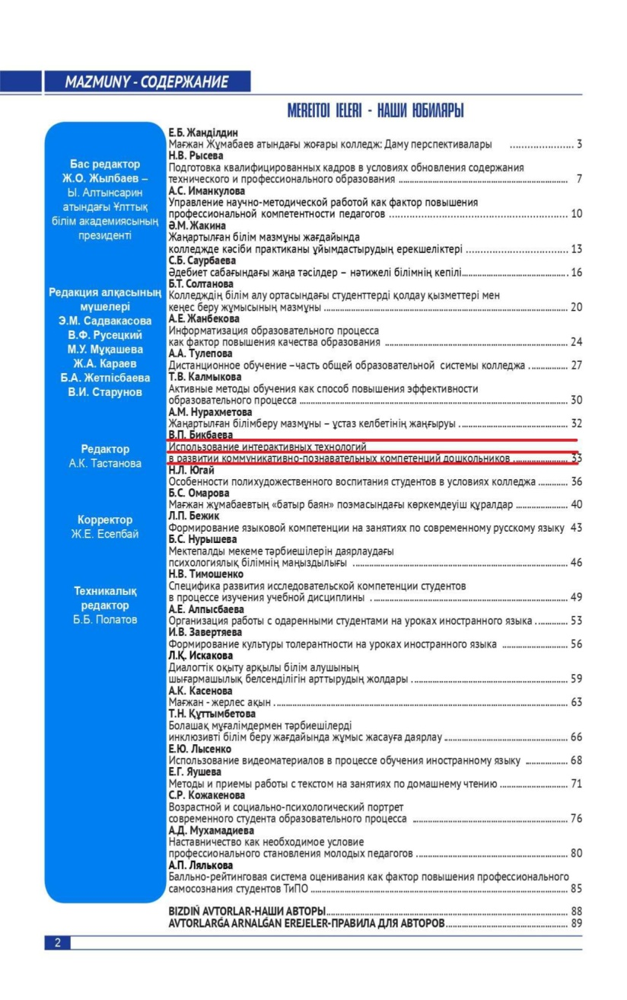 MAZMUNY - СОДЕРЖАНИЕ
MEREITOI IELERI - НАШИ ЮБИЛЯРЫ
Бас редактор
Ж.О. Жылбаев –
Ы. Алтынсарин
атындағы Ұлттық
білім академиясының
президенті
Редакция алқасының
мүшелері
Э.М. Садвакасова
В.Ф. Русецкий
М.У. Мұқашева
Ж.А. Караев
Б.А. Жетпісбаева
В.И. Старунов
Редактор
А.К. Тастанова
Корректор
Ж.Е. Есепбай
Техникалық
редактор
Б.Б. Полатов
Е.Б. Жанділдин
Мағжан Жұмабаев атындағы жоғары колледж: Даму перспективалары ...................... 3
Н.В. Рысева
Подготовка квалифицированных кадров в условиях обновления содержания
технического и профессионального образования ...................... 7
А.С. Иманкулова
Управление научно-методической работой как фактор повышения
профессиональной компетентности педагогов ...................... 10
Ә.М. Жакина
Жаңартылған білім мазмұны жағдайында
колледжде кәсіби практиканы ұйымдастырудың ерекшеліктері ...................... 13
С.Б. Саурбаева
Әдебиет сабағындағы жаңа тәсілдер – нәтижелі білімнің кепілі...................... 16
Б.Т. Солтанова
Колледждің білім алу ортасындағы студенттерді қолдау қызметтері мен
кеңес беру жұмысының мазмұны ...................... 20
А.Е. Жанбекова
Информатизация образовательного процесса
как фактор повышения качества образования ...................... 24
А.А. Тулепова
Дистанционное обучение –часть общей образовательной системы колледжа ............... 27
Т.В. Калмыкова
Активные методы обучения как способ повышения эффективности
образовательного процесса ...................... 30
А.М. Нурахметова
Жаңартылған білімберу мазмұны – ұстаз келбетінің жаңғыруы ...................... 32
В.П. Бикбаева
Использование интерактивных технологий
в развитии коммуникативно-познавательных компетенций дошкольников ...................... 33
Н.Л. Югай
Особенности полихудожественного воспитания студентов в условиях колледжа ............ 36
Б.С. Омарова
Мағжан жұмабаевтың «батыр баян» поэмасындағы көркемдеуіш құралдар .................. 40
Л.П. Бежик
Формирование языковой компетенции на занятиях по современному русскому языку 43
Б.С. Нурышева
Мектепалды мекеме тәрбиешілерін даярлаудағы
психологиялық білімнің маңыздылығы ...................... 46
Н.В. Тимошенко
Специфика развития исследовательской компетенции студентов
в процессе изучения учебной дисциплины ...................... 49
А.Е. Алпысбаева
Организация работы с одаренными студентами на уроках иностранного языка ............. 53
И.В. Завертяева
Формирование культуры толерантности на уроках иностранного языка ...................... 56
Л.Қ. Искакова
Диалогтік оқыту арқылы білім алушының
шығармашылық белсенділігін арттырудың жолдары ...................... 59
А.К. Касенова
Мағжан - жерлес ақын ...................... 63
Т.Н. Құттымбетова
Болашақ мұғалімдермен тәрбиешілерді
инклюзивті білім беру жағдайында жұмыс жасауға даярлау ...................... 66
Е.Ю. Лысенко
Использование видеоматериалов в процессе обучения иностранному языку ................ 68
Е.Г. Яушева
Методы и приемы работы с текстом на занятиях по домашнему чтению ...................... 71
С.Р. Кожакенова
Возрастной и социально-психологический портрет
современного студента образовательного процесса ...................... 76
А.Д. Мухамадиева
Наставничество как необходимое условие
профессионального становления молодых педагогов ...................... 80
А.П. Лялькова
Балльно-рейтинговая система оценивания как фактор повышения профессионального
самосознания студентов ТиПО ...................... 85
BIZDIŃ AVTORLAR-НАШИ АВТОРЫ...................... 88
AVTORLARǴA ARNALǴAN EREJELER-ПРАВИЛА ДЛЯ АВТОРОВ...................... 89
2